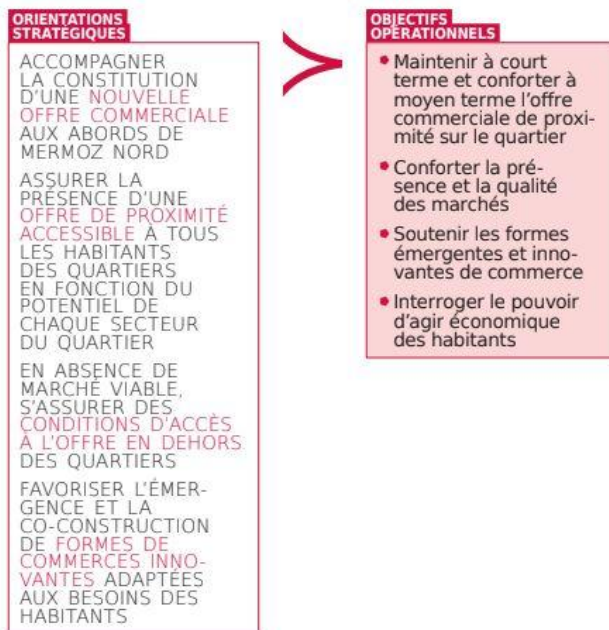 ORIENTATIONS
STRATÉGIQUES
ACCOMPAGNER
LA CONSTITUTION
D'UNE NOUVELLE
OFFRE COMMERCIALE
AUX ABORDS DE
MERMOZ NORD
ASSURER LA
PRÉSENCE D'UNE
OFFRE DE PROXIMITÉ
ACCESSIBLE À TOUS
LES HABITANTS
DES QUARTIERS
EN FONCTION DU
POTENTIEL DE
CHAQUE SECTEUR
DU QUARTIER
EN ABSENCE DE
MARCHÉ VIABLE,
S'ASSURER DES
CONDITIONS D'ACCÈS
À L'OFFRE EN DEHORS
DES QUARTIERS
FAVORISER L'ÉMER-
GENCE ET LA
CO-CONSTRUCTION
DE FORMES DE
COMMERCES INNO-
VANTES ADAPTÉES
AUX BESOINS DES
HABITANTS
OBJECTIFS
OPÉRATIONNELS
• Maintenir à court
terme et conforter à
moyen terme l'offre
commerciale de proxi-
mité sur le quartier
• Conforter la pré-
sence et la qualité
des marchés
• Soutenir les formes
émergentes et inno-
vantes de commerce
• Interroger le pouvoir
d'agir économique
des habitants